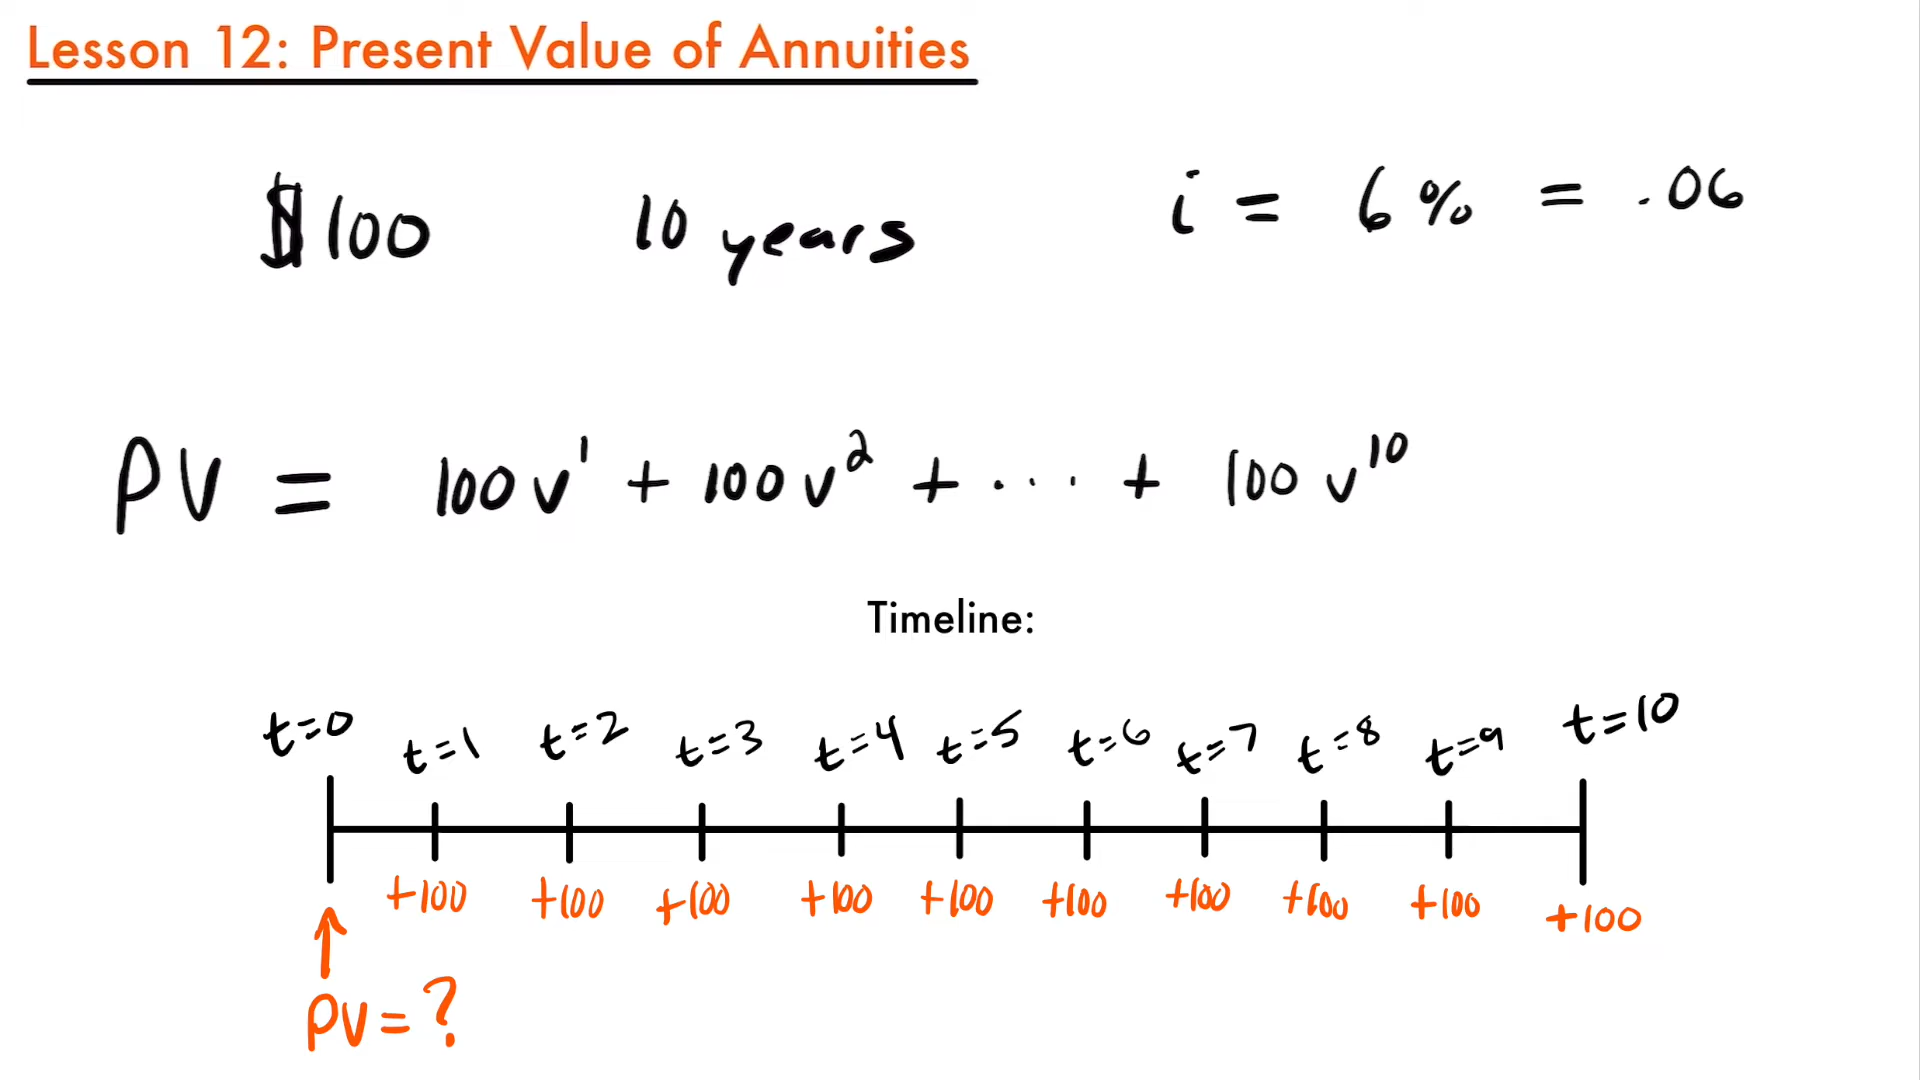 Lesson 12: Present Value of Annuities
$100 10 years i = 6% = .06
PV = 100v¹ + 100v² + ··· + 100v¹⁰
Timeline:
t=0 t=1 t=2 t=3 t=4 t=5 t=6 t=7 t=8 t=9 t=10
+100 +100 +100 +100 +100 +100 +100 +100 +100 +100
PV=?